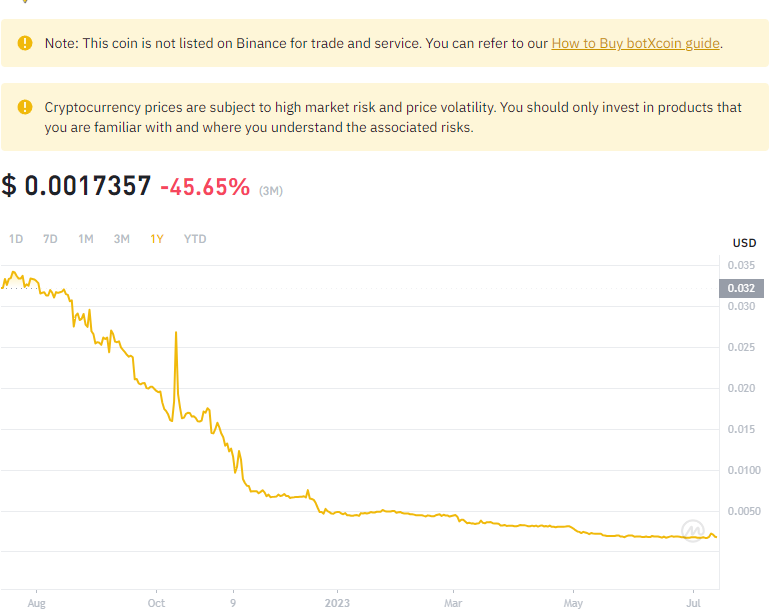 Note: This coin is not listed on Binance for trade and service. You can refer to our How to Buy botXcoin guide.
Cryptocurrency prices are subject to high market risk and price volatility. You should only invest in products that
you are familiar with and where you understand the associated risks.
$ 0.0017357 -45.65% (3M)
1D 7D 1M 3M 1Y YTD
USD
0.035
0.032
0.030
0.025
0.020
0.015
0.0100
0.0050
Aug Oct 9 2023 Mar May Jul